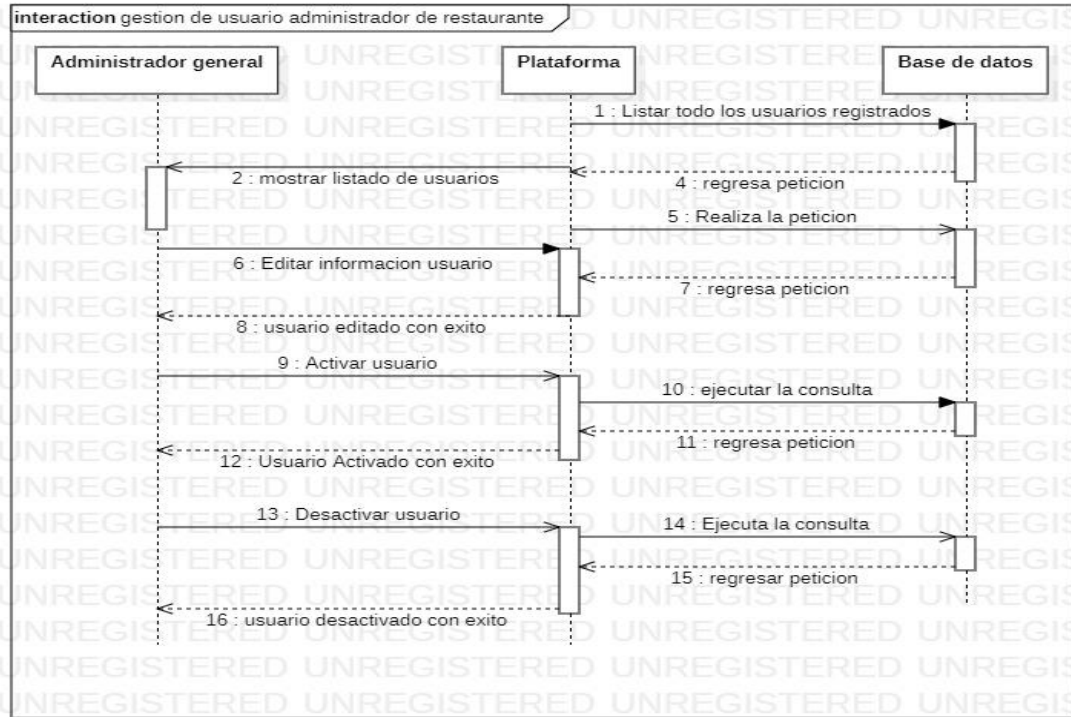 interaction gestion de usuario administrador de restaurante
Administrador general
Plataforma
Base de datos
1 : Listar todo los usuarios registrados
2 : mostrar listado de usuarios
4 : regresa peticion
5 : Realiza la peticion
6 : Editar informacion usuario
7 : regresa peticion
8 : usuario editado con exito
9 : Activar usuario
10 : ejecutar la consulta
11 : regresa peticion
12 : Usuario Activado con exito
13 : Desactivar usuario
14 : Ejecuta la consulta
15 : regresar peticion
16 : usuario desactivado con exito
UNREGISTERED UNREGISTERED UNREGISTERED UNREGIS